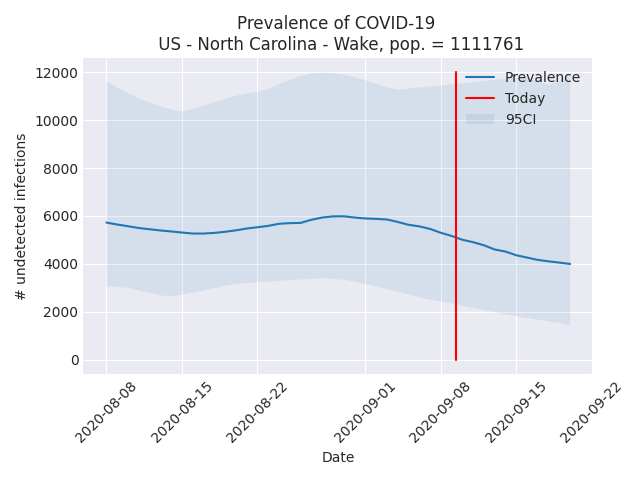 Prevalence of COVID-19
US - North Carolina - Wake, pop. = 1111761
12000
10000
8000
6000
4000
2000
0
# undetected infections
Prevalence
Today
95CI
2020-08-08
2020-08-15
2020-08-22
2020-09-01
2020-09-08
2020-09-15
2020-09-22
Date